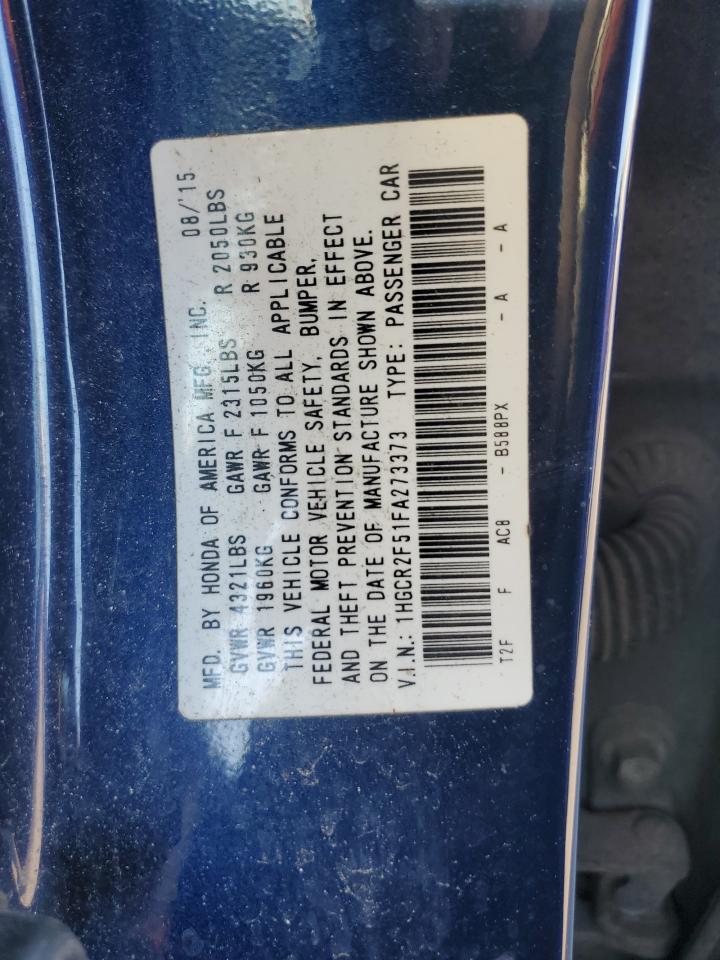 MFD. BY HONDA OF AMERICA MFG., INC. 08/'15
GVWR 4321LBS GAWR F 2315LBS R 2050LBS
GVWR 1960KG GAWR F 1050KG R 930KG
THIS VEHICLE CONFORMS TO ALL APPLICABLE
FEDERAL MOTOR VEHICLE SAFETY, BUMPER,
AND THEFT PREVENTION STANDARDS IN EFFECT
ON THE DATE OF MANUFACTURE SHOWN ABOVE.
V.I.N.: 1HGCR2F51FA273373 TYPE: PASSENGER CAR
T2F F AC8 - B588PX - A - A